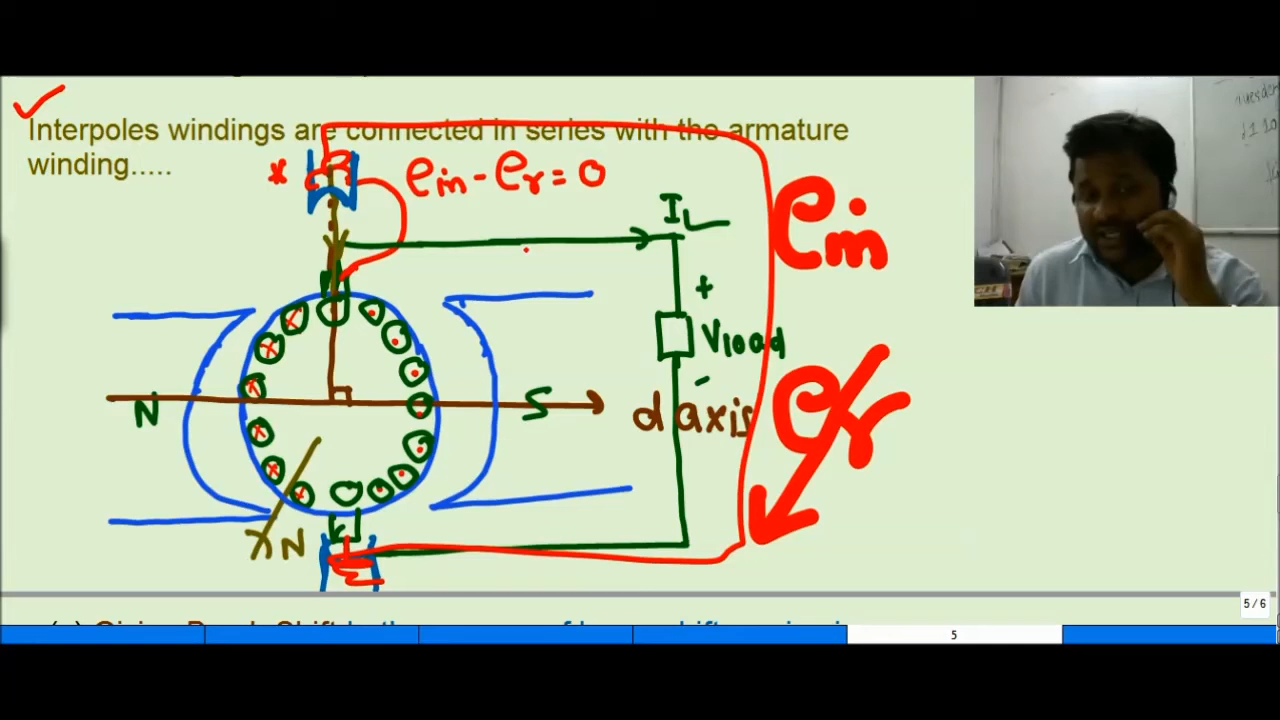 Interpoles windings are connected in series with the armature
winding.....
x
e_in - e_r = 0
I_L
e_in
+
V_load
-
N
S
d axis
e_r
N
5 / 6
5